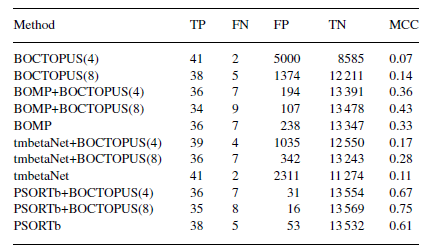 Method TP FN FP TN MCC
BOCTOPUS(4) 41 2 5000 8585 0.07
BOCTOPUS(8) 38 5 1374 12 211 0.14
BOMP+BOCTOPUS(4) 36 7 194 13 391 0.36
BOMP+BOCTOPUS(8) 34 9 107 13 478 0.43
BOMP 36 7 238 13 347 0.33
tmbetaNet+BOCTOPUS(4) 39 4 1035 12 550 0.17
tmbetaNet+BOCTOPUS(8) 36 7 342 13 243 0.28
tmbetaNet 41 2 2311 11 274 0.11
PSORTb+BOCTOPUS(4) 36 7 31 13 554 0.67
PSORTb+BOCTOPUS(8) 35 8 16 13 569 0.75
PSORTb 38 5 53 13 532 0.61